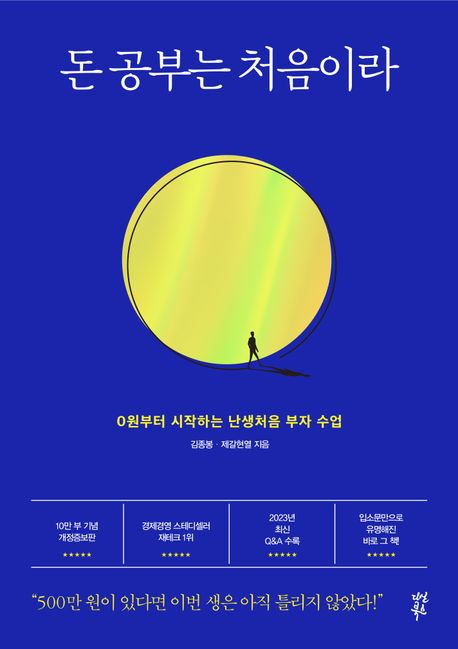 돈 공부는 처음이라
0원부터 시작하는 난생처음 부자 수업
김종봉 · 제갈현열 지음
10만 부 기념
개정증보판
★★★★★
경제경영 스테디셀러
재테크 1위
★★★★★
2023년
최신
Q&A 수록
★★★★★
입소문만으로
유명해진
바로 그 책!
★★★★★
“500만 원이 있다면 이번 생은 아직 틀리지 않았다!”
다산
북스